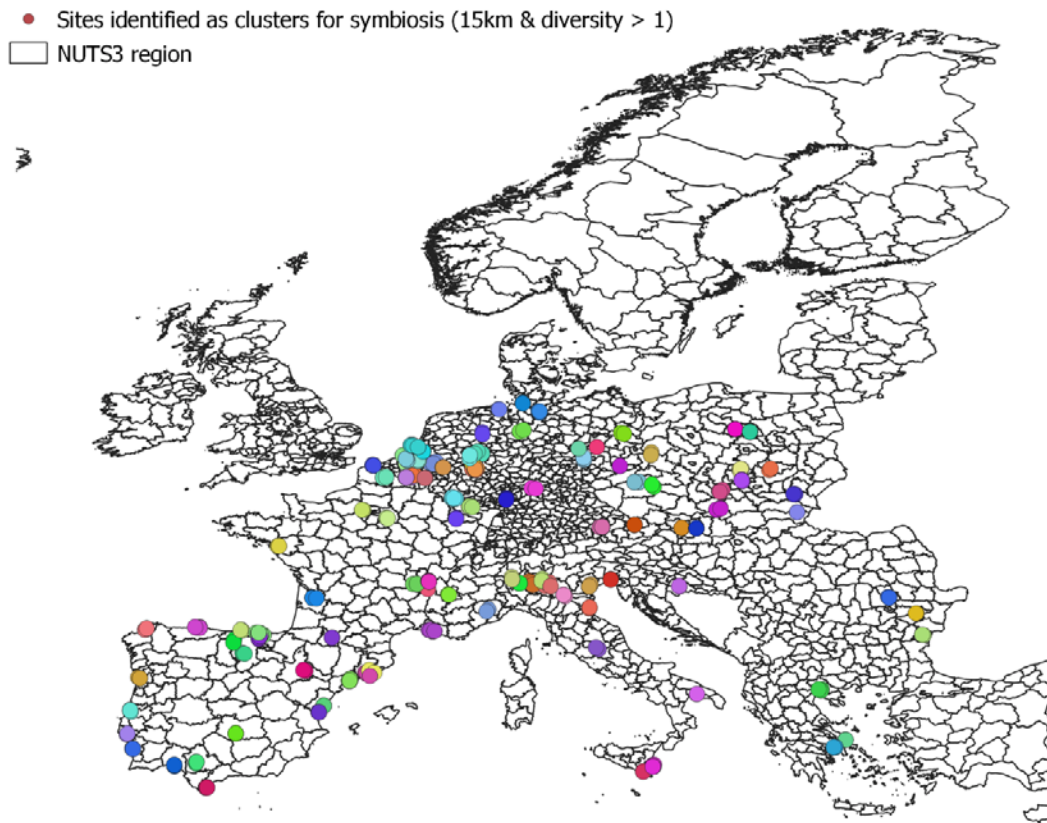 Sites identified as clusters for symbiosis (15km & diversity > 1)
NUTS3 region